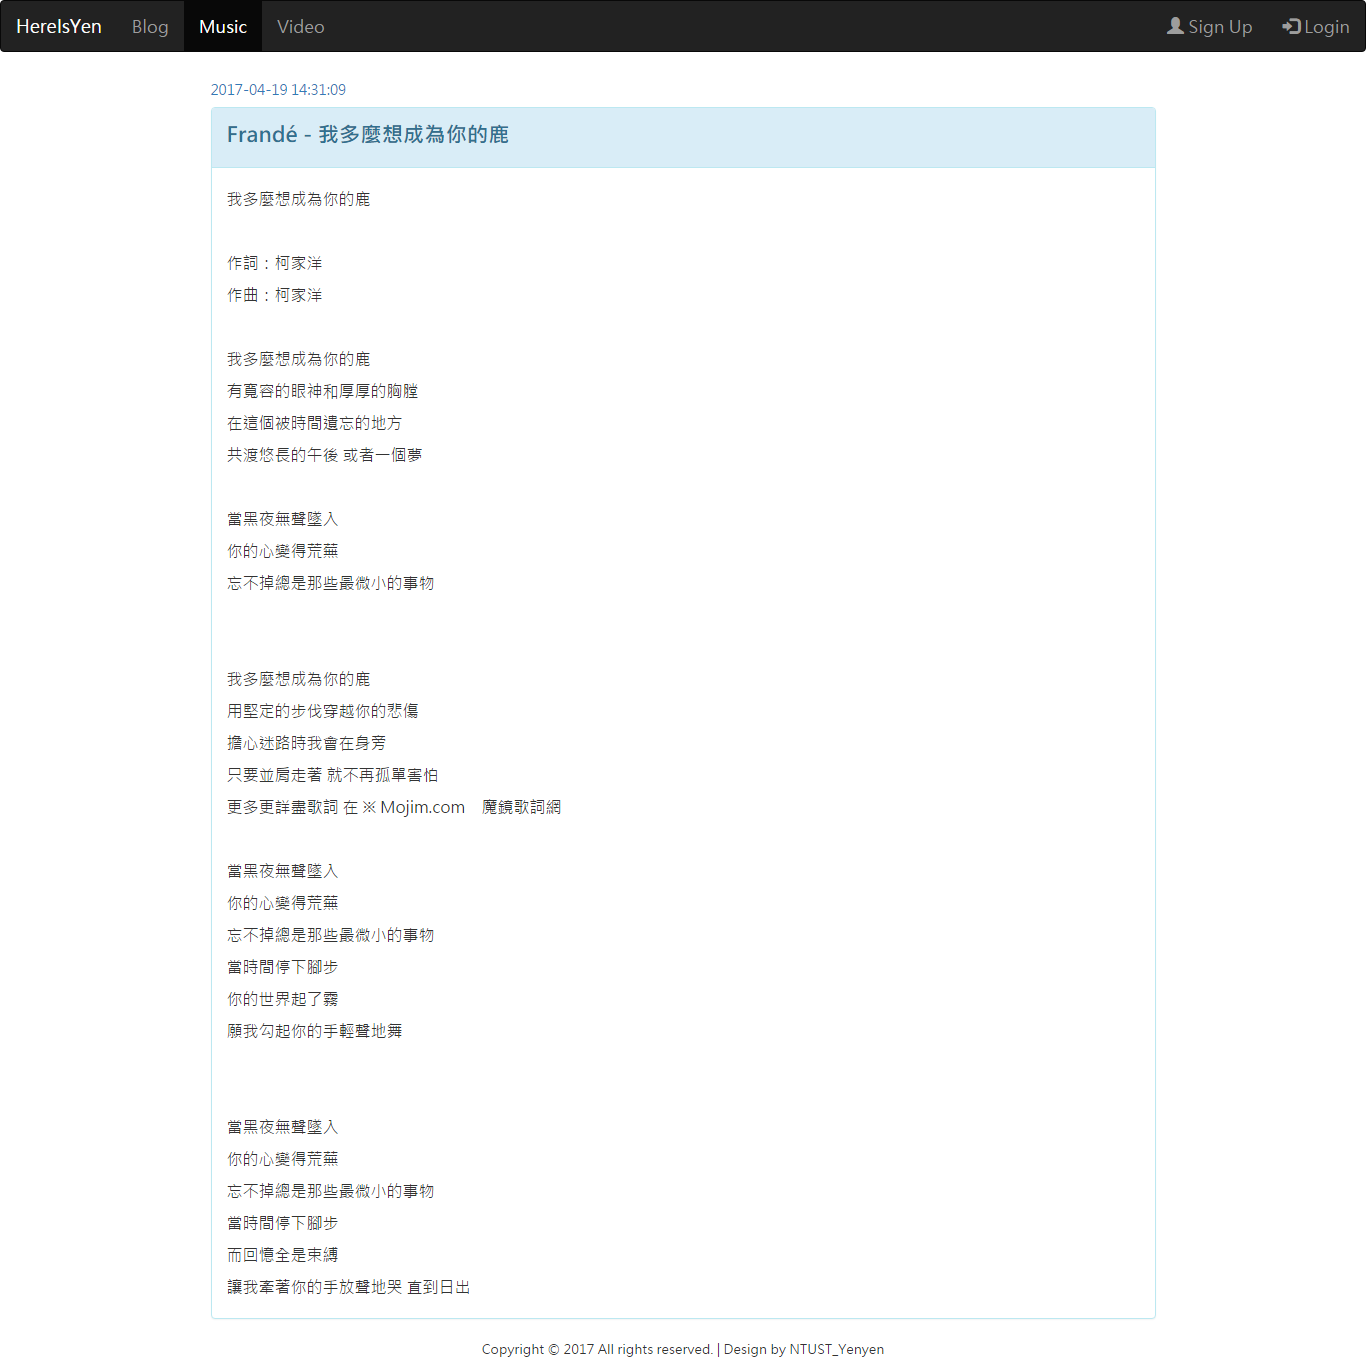 HereIsYen Blog Music Video Sign Up Login
2017-04-19 14:31:09
Frandé - 我多麼想成為你的鹿
我多麼想成為你的鹿
作詞：柯家洋
作曲：柯家洋
我多麼想成為你的鹿
有寬容的眼神和厚厚的胸膛
在這個被時間遺忘的地方
共渡悠長的午後 或者一個夢
當黑夜無聲墜入
你的心變得荒蕪
忘不掉總是那些最微小的事物
我多麼想成為你的鹿
用堅定的步伐穿越你的悲傷
擔心迷路時我會在身旁
只要並肩走著 就不再孤單害怕
更多更詳盡歌詞 在 ※ Mojim.com　魔鏡歌詞網
當黑夜無聲墜入
你的心變得荒蕪
忘不掉總是那些最微小的事物
當時間停下腳步
你的世界起了霧
願我勾起你的手輕聲地舞
當黑夜無聲墜入
你的心變得荒蕪
忘不掉總是那些最微小的事物
當時間停下腳步
而回憶全是束縛
讓我牽著你的手放聲地哭 直到日出
Copyright © 2017 All rights reserved. | Design by NTUST_Yenyen